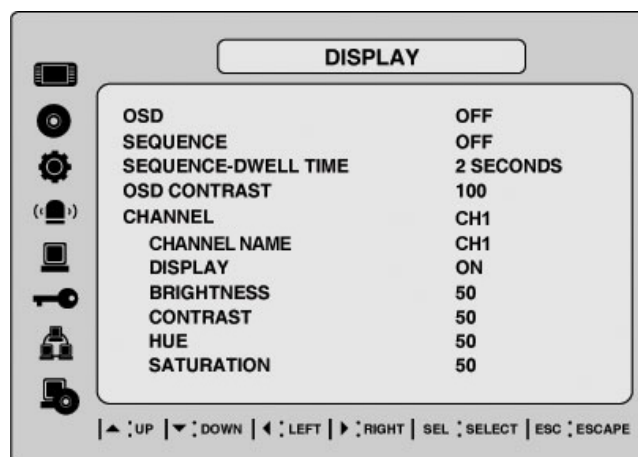 DISPLAY
OSD OFF
SEQUENCE OFF
SEQUENCE-DWELL TIME 2 SECONDS
OSD CONTRAST 100
CHANNEL CH1
CHANNEL NAME CH1
DISPLAY ON
BRIGHTNESS 50
CONTRAST 50
HUE 50
SATURATION 50
▲ : UP | ▼ : DOWN | ◀ : LEFT | ▶ : RIGHT | SEL : SELECT | ESC : ESCAPE